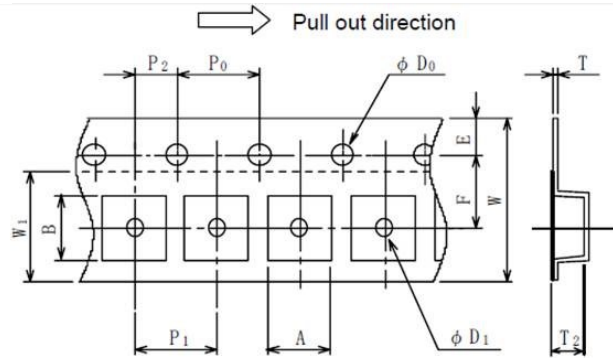 Pull out direction
P2 P0 φ D0 T
E
F
W
W1
B
P1 A φ D1 T2